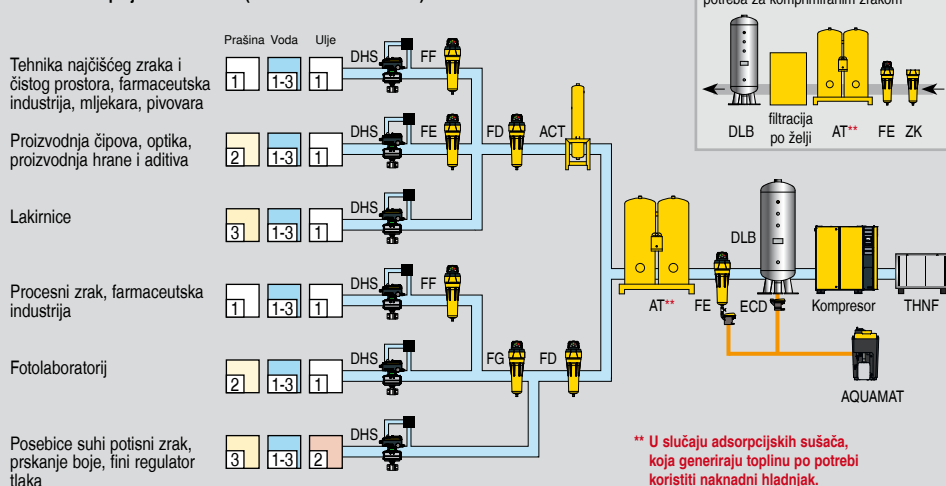 potreba za komprimiranim zrakom
DLB
filtracija
po želji
AT**
FE
ZK
Prašina
Voda
Ulje
Tehnika najčišćeg zraka i
čistog prostora, farmaceutska
industrija, mljekara, pivovara
1
1-3
1
DHS
FF
Proizvodnja čipova, optika,
proizvodnja hrane i aditiva
2
1-3
1
DHS
FE
FD
ACT
Lakirnice
3
1-3
1
DHS
Procesni zrak, farmaceutska
industrija
1
1-3
1
DHS
FF
Fotolaboratorij
2
1-3
1
DHS
FG
FD
Posebice suhi potisni zrak,
prskanje boje, fini regulator
tlaka
3
1-3
2
DHS
AT**
FE
ECD
DLB
Kompresor
THNF
AQUAMAT
** U slučaju adsorpcijskih sušača,
koja generiraju toplinu po potrebi
koristiti naknadni hladnjak.